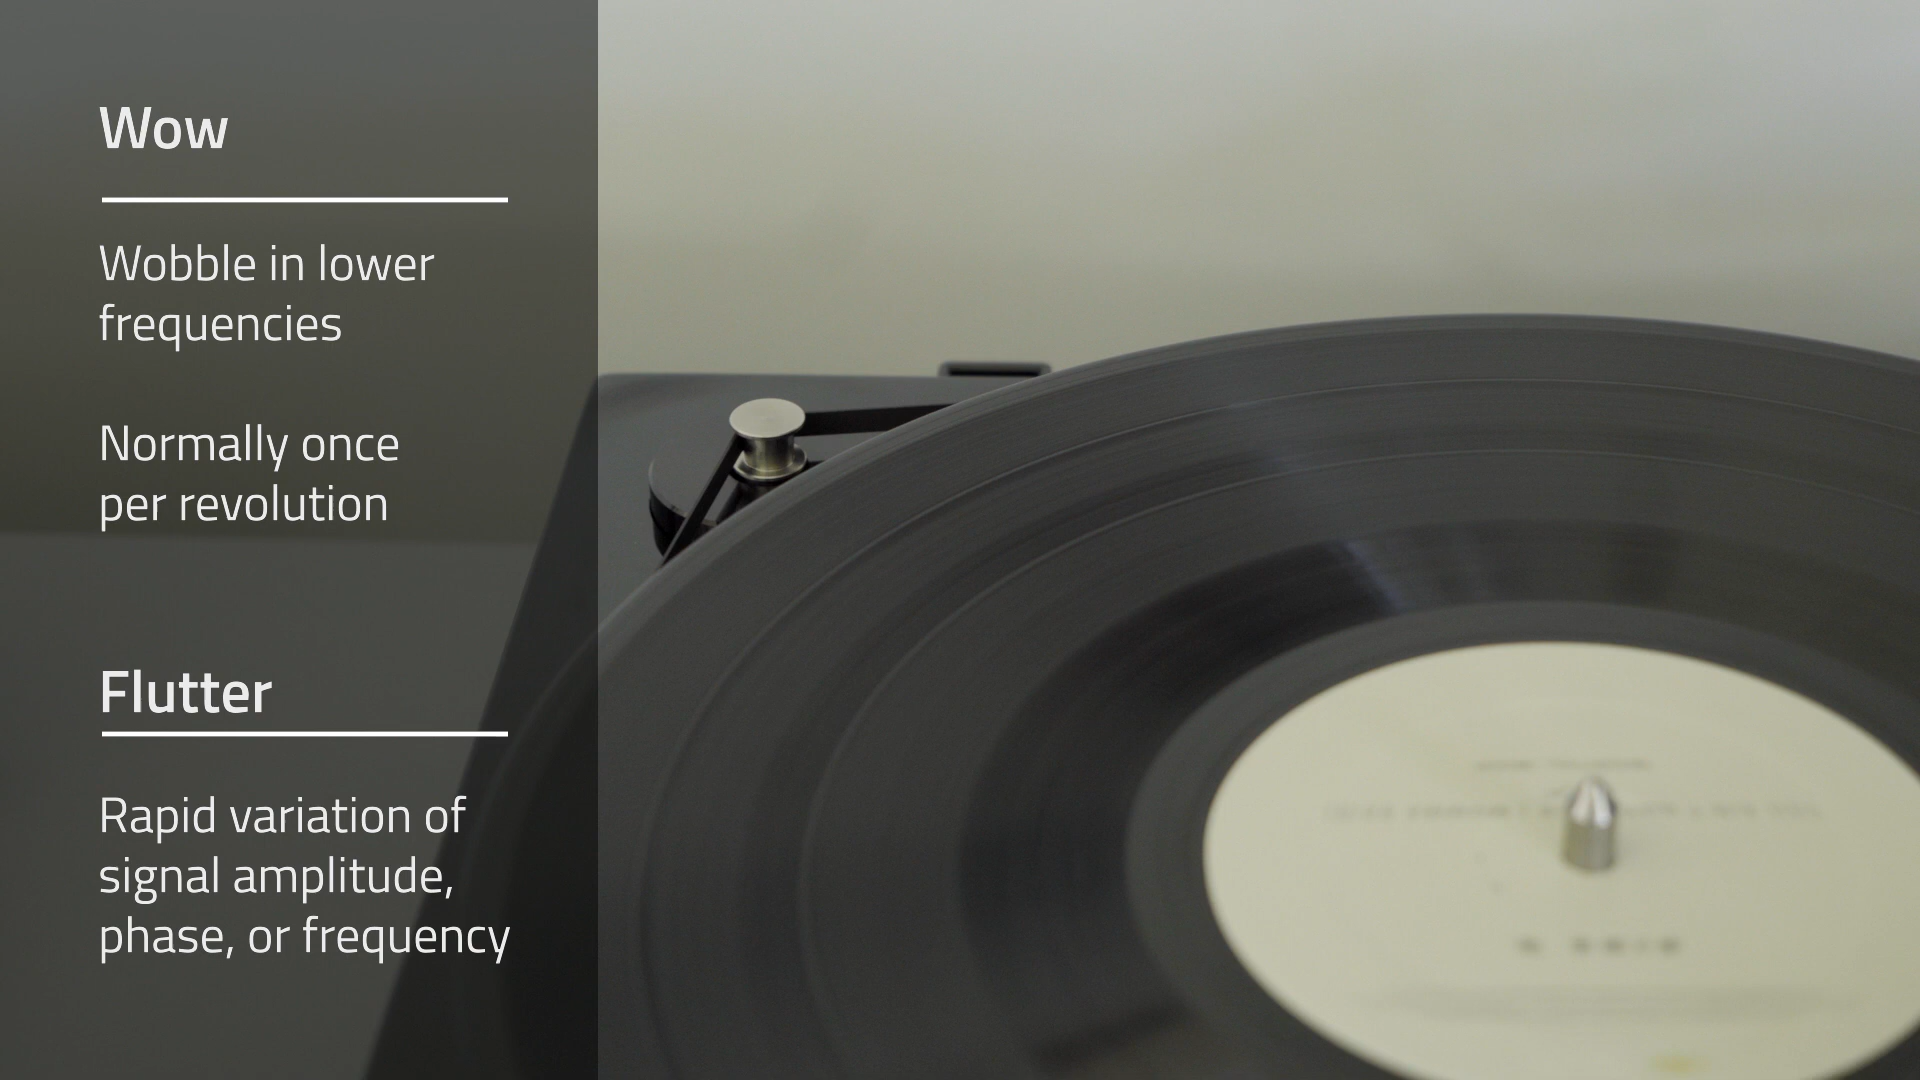 Wow
Wobble in lower
frequencies
Normally once
per revolution
Flutter
Rapid variation of
signal amplitude,
phase, or frequency